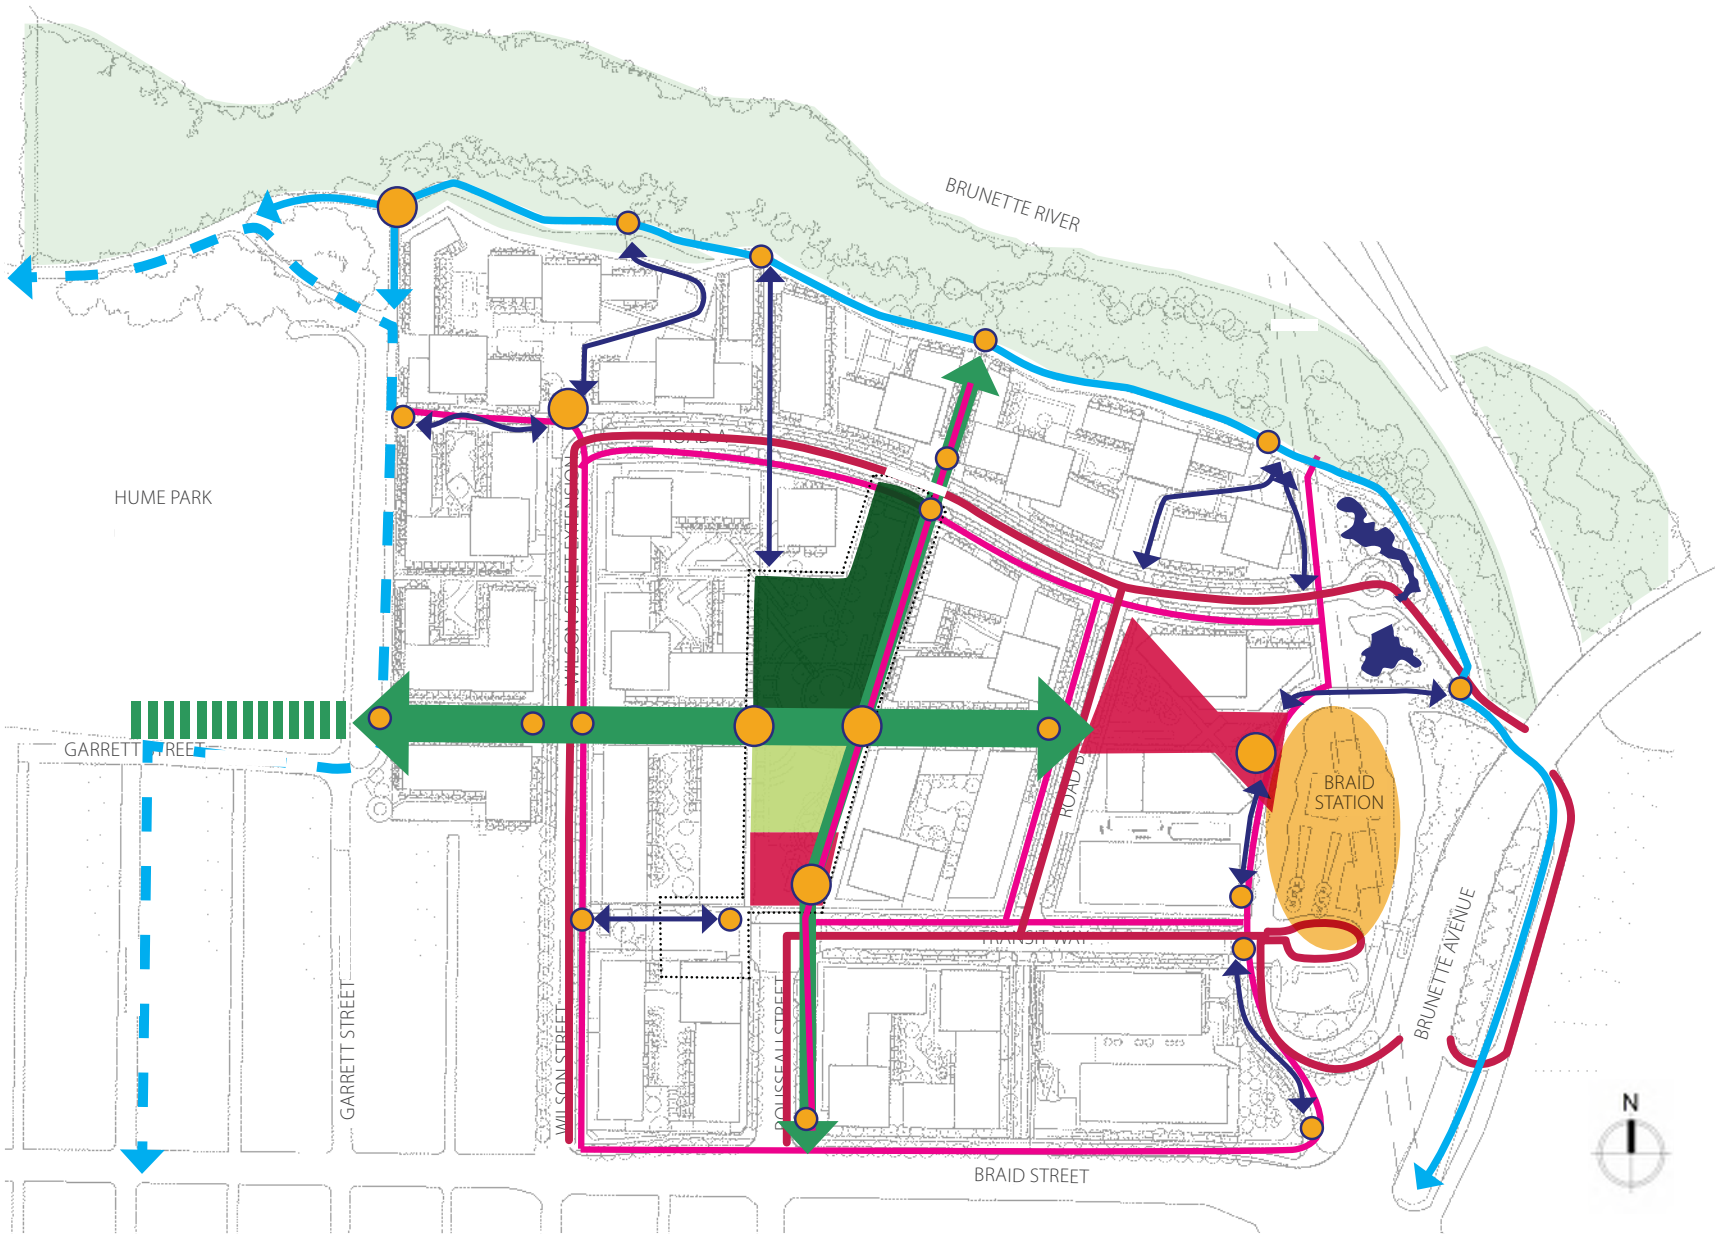 BRUNETTE RIVER
ROAD A
HUME PARK
WILSON STREET EXTENSION
GARRETT STREET
ROAD B
BRAID
STATION
TRANSIT WAY
BRUNETTE AVENUE
GARRETT STREET
WILSON STREET
ROUSSEAU STREET
N
BRAID STREET